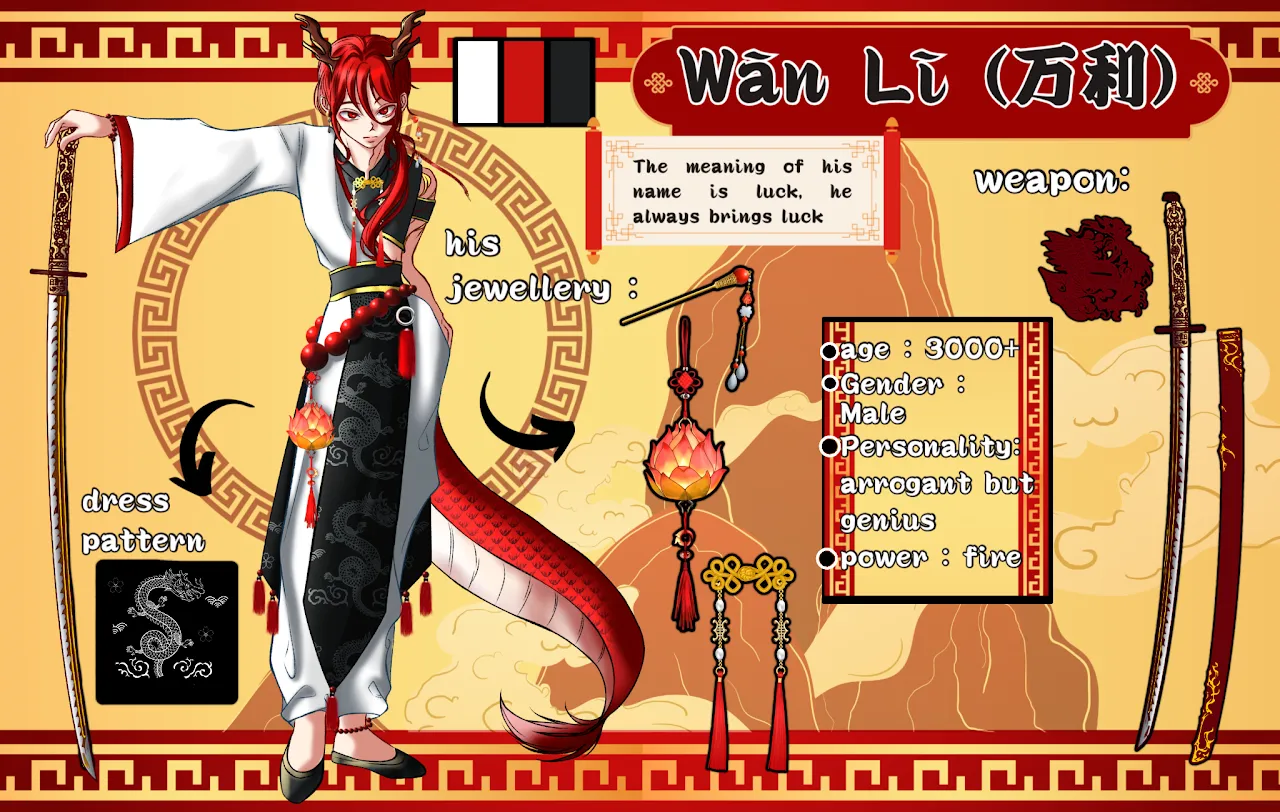 Wān Lì (万利)
The meaning of his
name is luck, he
always brings luck
weapon:
his
jewellery :
age : 3000+
Gender :
Male
Personality:
arrogant but
genius
power : fire
dress
pattern